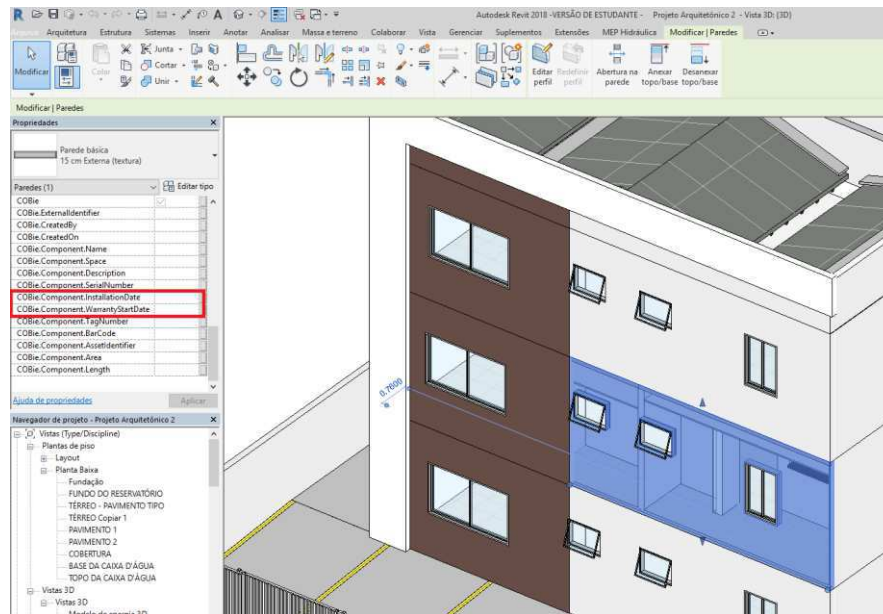 Autodesk Revit 2018 -VERSÃO DE ESTUDANTE - Projeto Arquitetônico 2 - Vista 3D: {3D}
Arquitetura Estrutura Sistemas Inserir Anotar Analisar Massa e terreno Colaborar Vista Gerenciar Suplementos Extensões MEP Hidráulica Modificar | Paredes
Modificar
Colar
Junta
Cortar
Unir
Editar perfil
Redefinir perfil
Abertura na parede
Anexar topo/base
Desanexar topo/base
Modificar | Paredes
Propriedades
Parede básica
15 cm Externa (textura)
Paredes (1)
Editar tipo
COBie
COBie.ExternalIdentifier
COBie.CreatedBy
COBie.CreatedOn
COBie.Component.Name
COBie.Component.Space
COBie.Component.Description
COBie.Component.SerialNumber
COBie.Component.InstallationDate
COBie.Component.WarrantyStartDate
COBie.Component.TagNumber
COBie.Component.BarCode
COBie.Component.AssetIdentifier
COBie.Component.Area
COBie.Component.Length
Ajuda de propriedades
Aplicar
Navegador de projeto - Projeto Arquitetônico 2
Vistas (Type/Discipline)
Plantas de piso
Layout
Planta Baixa
Fundação
FUNDO DO RESERVATÓRIO
TÉRREO - PAVIMENTO TIPO
TÉRREO Copiar 1
PAVIMENTO 1
PAVIMENTO 2
COBERTURA
BASE DA CAIXA D'ÁGUA
TOPO DA CAIXA D'ÁGUA
Vistas 3D
Vistas 3D
Modelo de energia 3D
0.7600